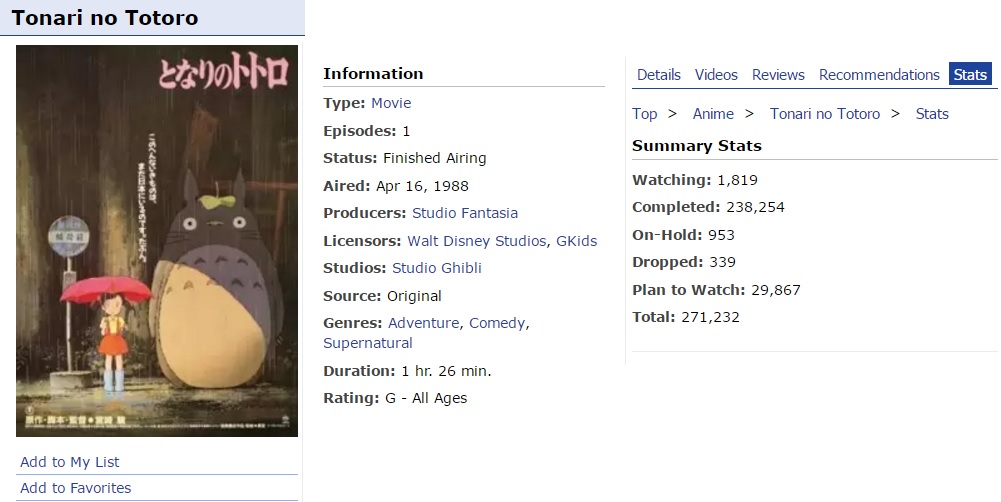 Tonari no Totoro
となりのトトロ
原作・脚本・監督●宮崎 駿
Add to My List
Add to Favorites
Information
Type: Movie
Episodes: 1
Status: Finished Airing
Aired: Apr 16, 1988
Producers: Studio Fantasia
Licensors: Walt Disney Studios, GKids
Studios: Studio Ghibli
Source: Original
Genres: Adventure, Comedy,
Supernatural
Duration: 1 hr. 26 min.
Rating: G - All Ages
Details Videos Reviews Recommendations Stats
Top > Anime > Tonari no Totoro > Stats
Summary Stats
Watching: 1,819
Completed: 238,254
On-Hold: 953
Dropped: 339
Plan to Watch: 29,867
Total: 271,232